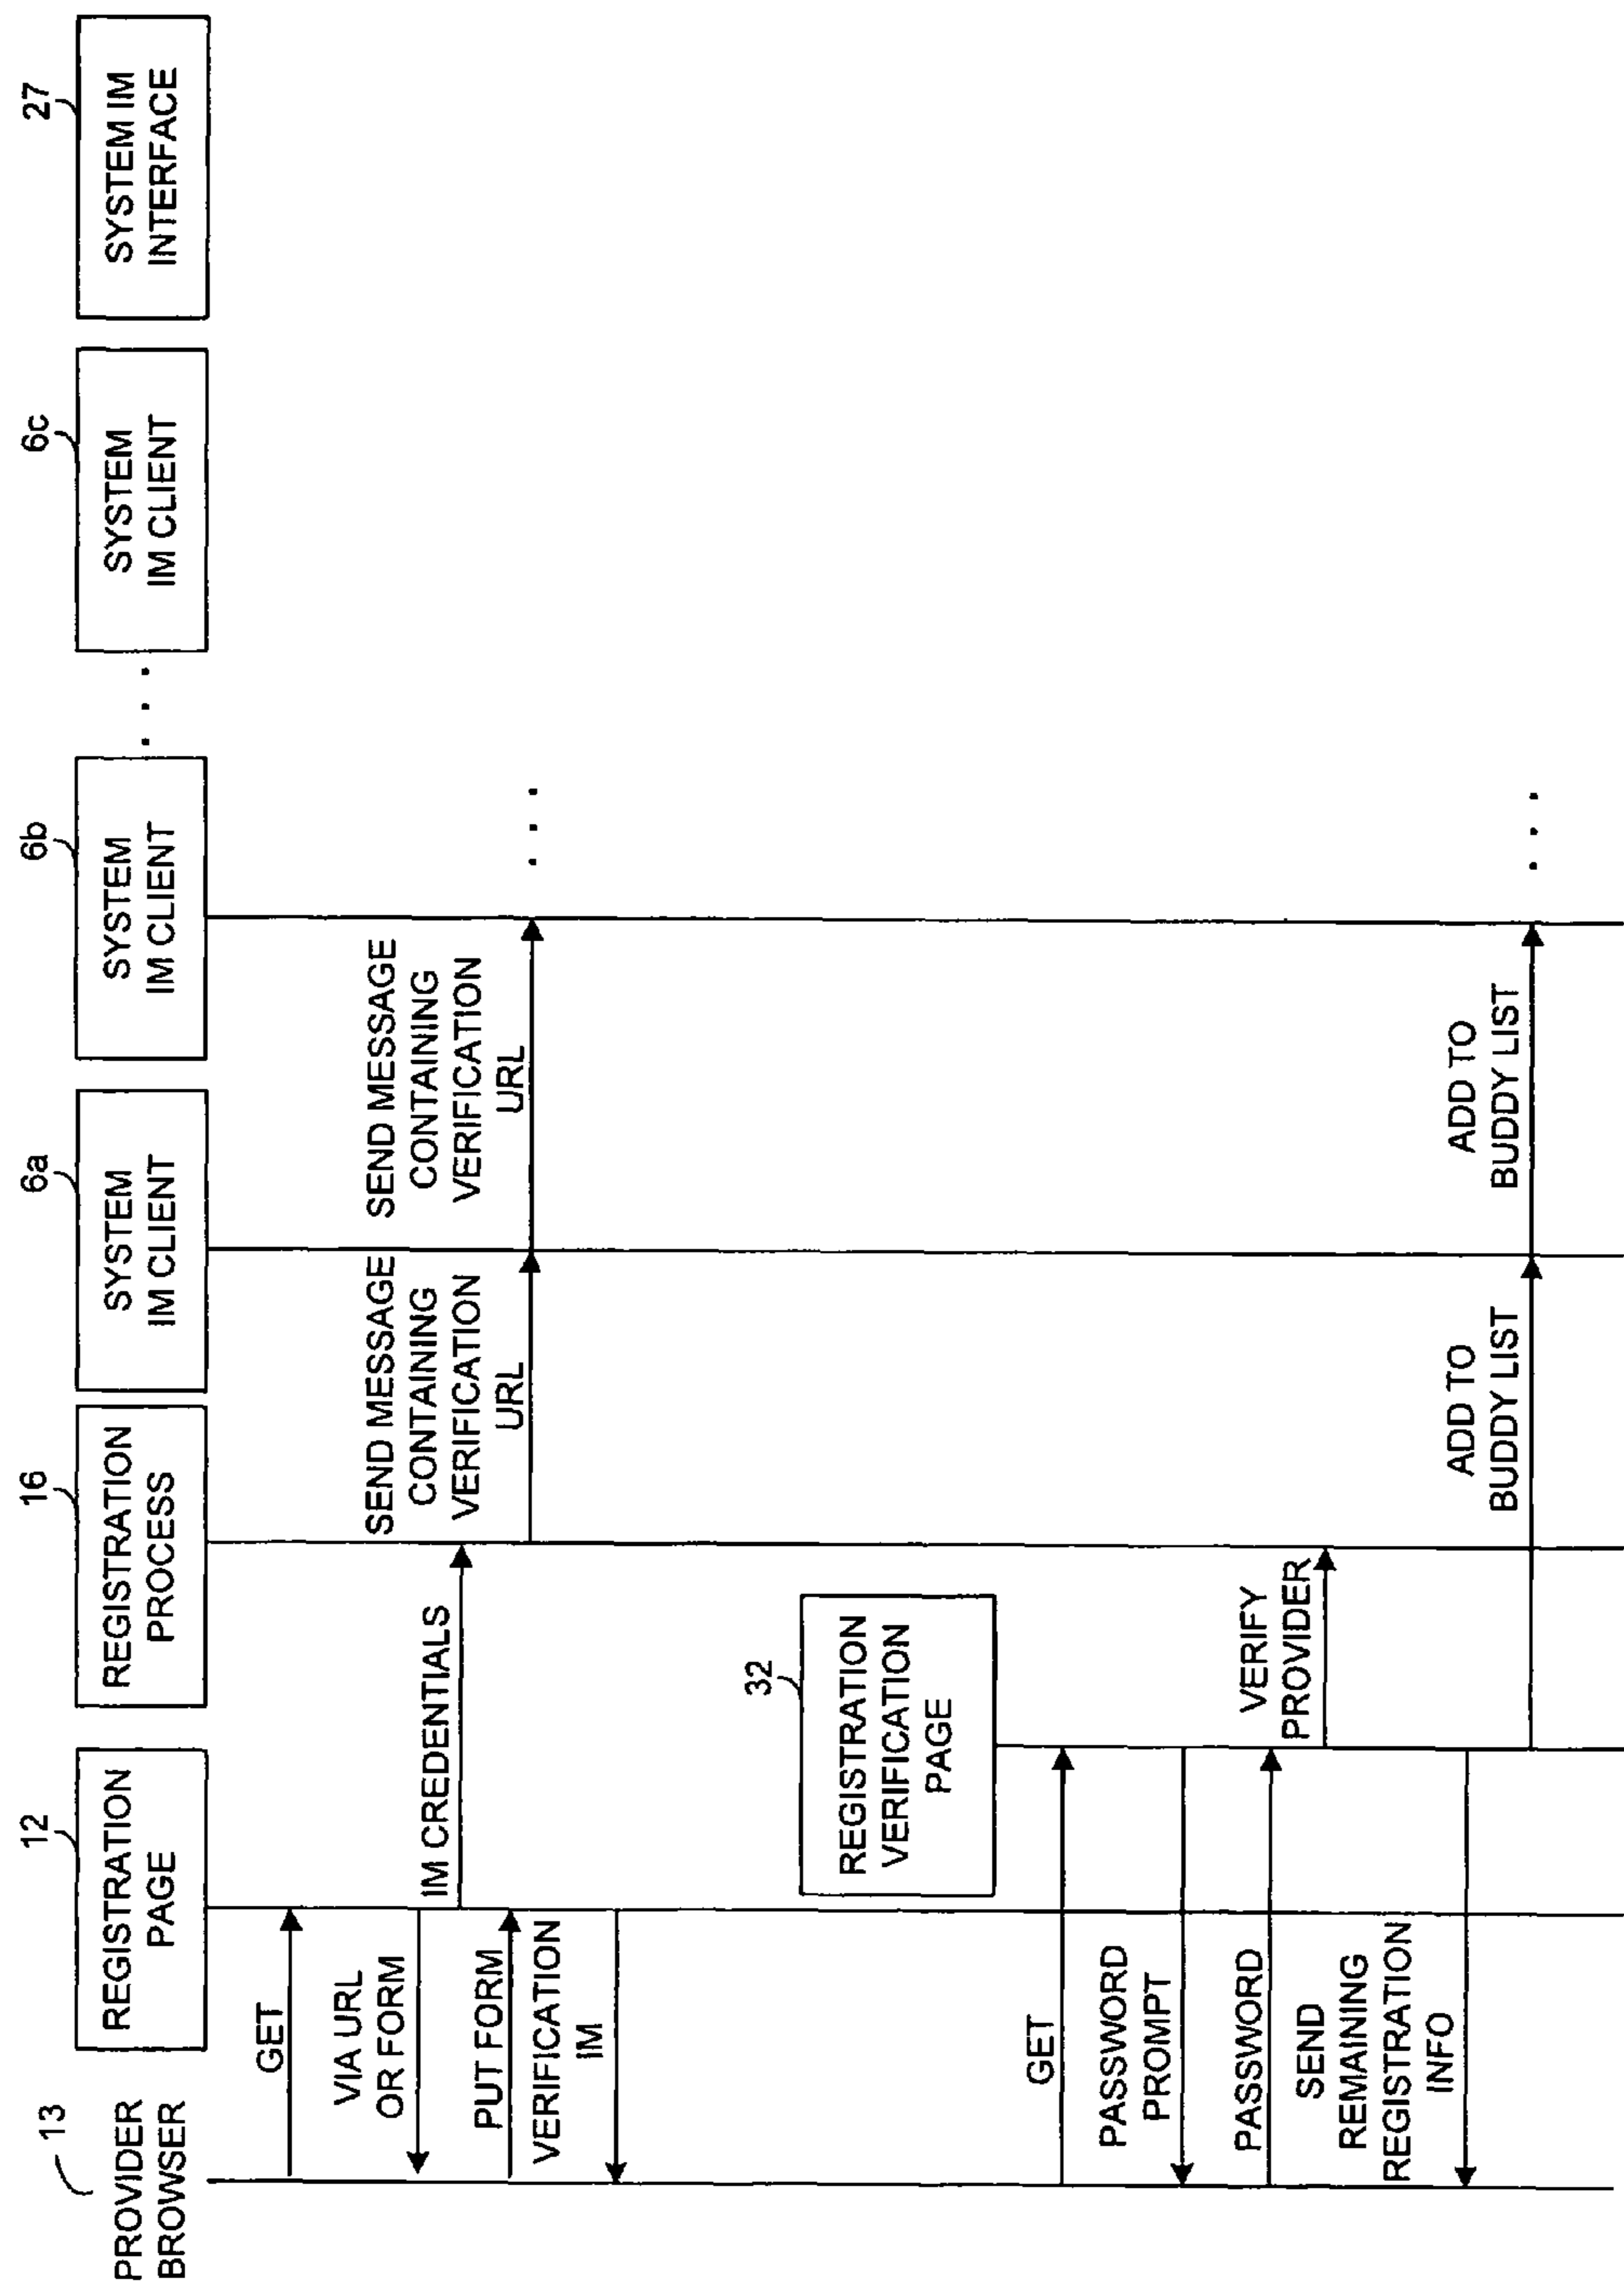 13
PROVIDER
BROWSER
12
REGISTRATION
PAGE
16
REGISTRATION
PROCESS
6a
SYSTEM
IM CLIENT
6b
SYSTEM
IM CLIENT
. . .
6c
SYSTEM
IM CLIENT
27
SYSTEM IM
INTERFACE
GET
VIA URL
OR FORM
IM CREDENTIALS
PUT FORM
SEND MESSAGE
CONTAINING
VERIFICATION
URL
SEND MESSAGE
CONTAINING
VERIFICATION
URL
. . .
VERIFICATION
IM
32
REGISTRATION
VERIFICATION
PAGE
GET
PASSWORD
PROMPT
PASSWORD
VERIFY
PROVIDER
SEND
REMAINING
REGISTRATION
INFO
ADD TO
BUDDY LIST
ADD TO
BUDDY LIST
. . .